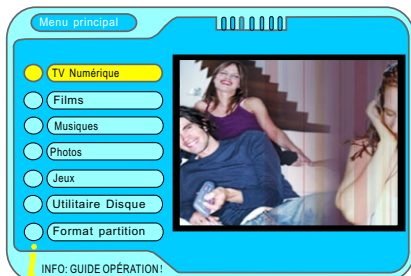 Menu principal
TV Numérique
Films
Musiques
Photos
Jeux
Utilitaire Disque
Format partition
INFO: GUIDE OPÉRATION!